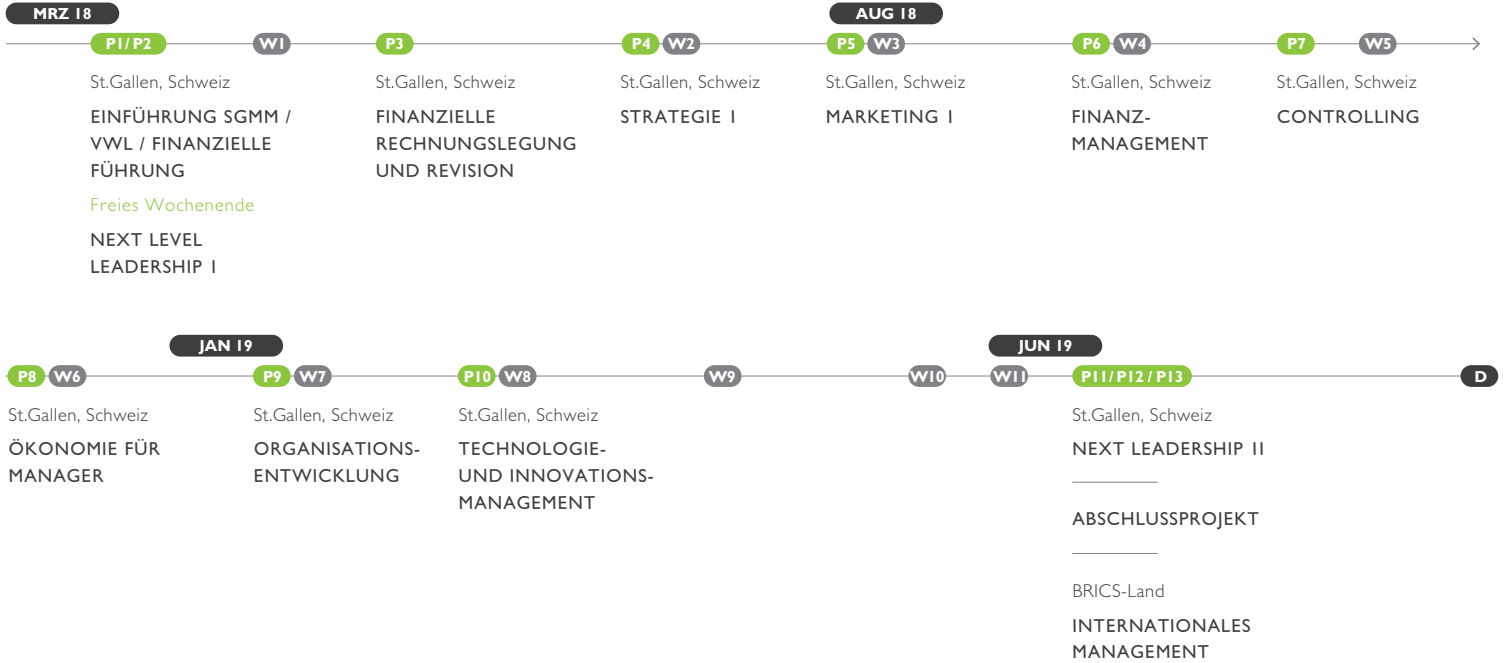 MRZ 18
AUG 18
P1/P2
W1
P3
P4
W2
P5
W3
P6
W4
P7
W5
St.Gallen, Schweiz
EINFÜHRUNG SGMM /
VWL / FINANZIELLE
FÜHRUNG
Freies Wochenende
NEXT LEVEL
LEADERSHIP I
St.Gallen, Schweiz
FINANZIELLE
RECHNUNGSLEGUNG
UND REVISION
St.Gallen, Schweiz
STRATEGIE I
St.Gallen, Schweiz
MARKETING I
St.Gallen, Schweiz
FINANZ-
MANAGEMENT
St.Gallen, Schweiz
CONTROLLING
JAN 19
JUN 19
P8
W6
P9
W7
P10
W8
W9
W10
W11
P11/P12/P13
D
St.Gallen, Schweiz
ÖKONOMIE FÜR
MANAGER
St.Gallen, Schweiz
ORGANISATIONS-
ENTWICKLUNG
St.Gallen, Schweiz
TECHNOLOGIE-
UND INNOVATIONS-
MANAGEMENT
St.Gallen, Schweiz
NEXT LEADERSHIP II
ABSCHLUSSPROJEKT
BRICS-Land
INTERNATIONALES
MANAGEMENT